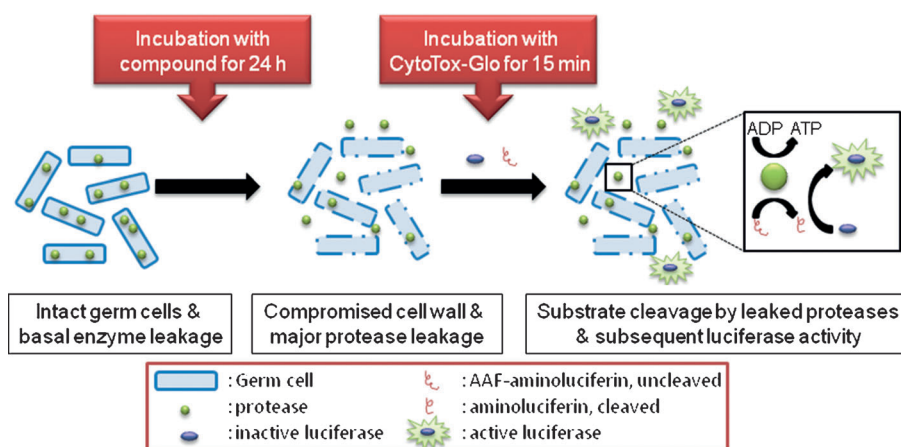 Incubation with
compound for 24 h
Incubation with
CytoTox-Glo for 15 min
ADP ATP
Intact germ cells &
basal enzyme leakage
Compromised cell wall &
major protease leakage
Substrate cleavage by leaked proteases
& subsequent luciferase activity
: Germ cell
: protease
: inactive luciferase
: AAF-aminoluciferin, uncleaved
: aminoluciferin, cleaved
: active luciferase